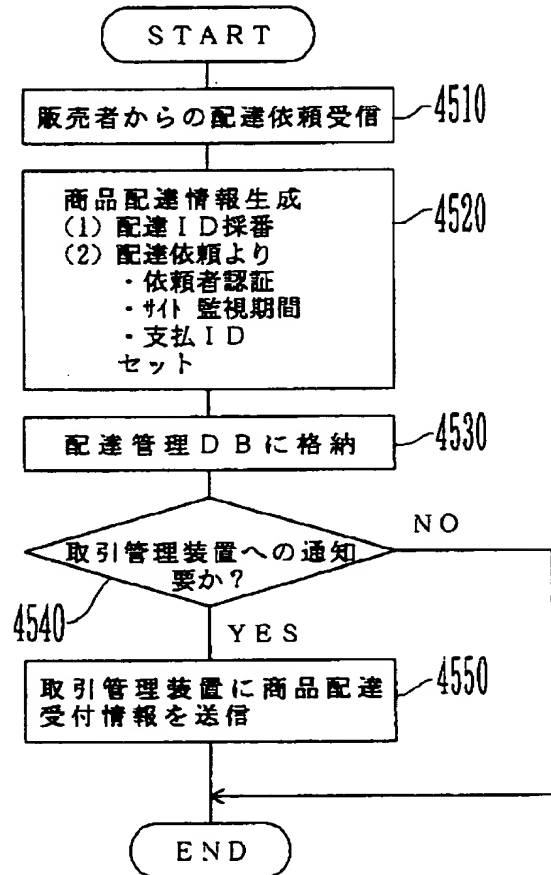 START
販売者からの配達依頼受信
4510
商品配達情報生成
(1) 配達ID採番
(2) 配達依頼より
・依頼者認証
・サイト監視期間
・支払ID
セット
4520
配達管理DBに格納
4530
取引管理装置への通知
要か?
NO
4540
YES
取引管理装置に商品配達
受付情報を送信
4550
END